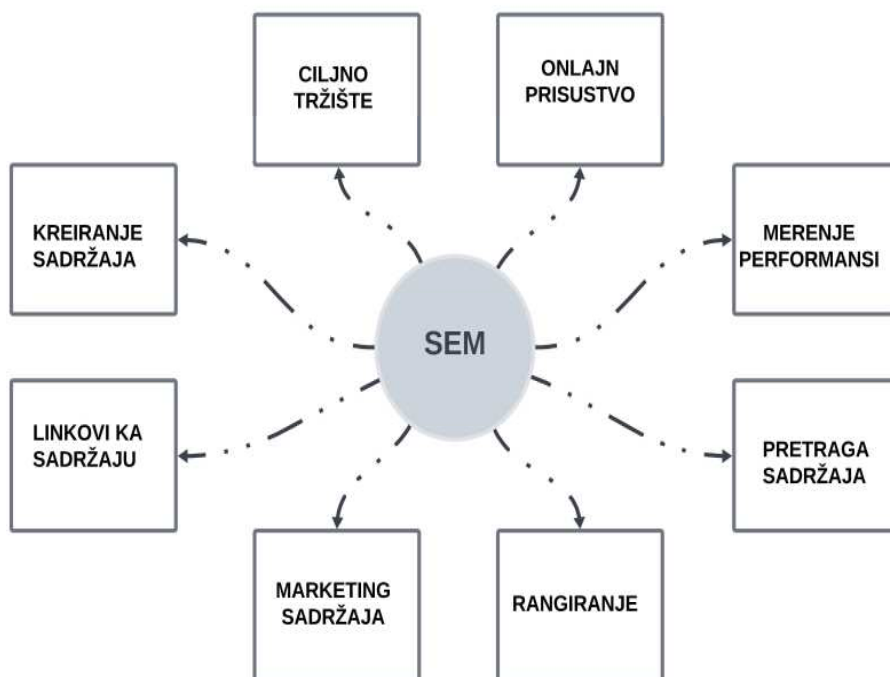 CILJNO
TRŽIŠTE
ONLAJN
PRISUSTVO
KREIRANJE
SADRŽAJA
MERENJE
PERFORMANSI
SEM
LINKOVI KA
SADRŽAJU
PRETRAGA
SADRŽAJA
MARKETING
SADRŽAJA
RANGIRANJE